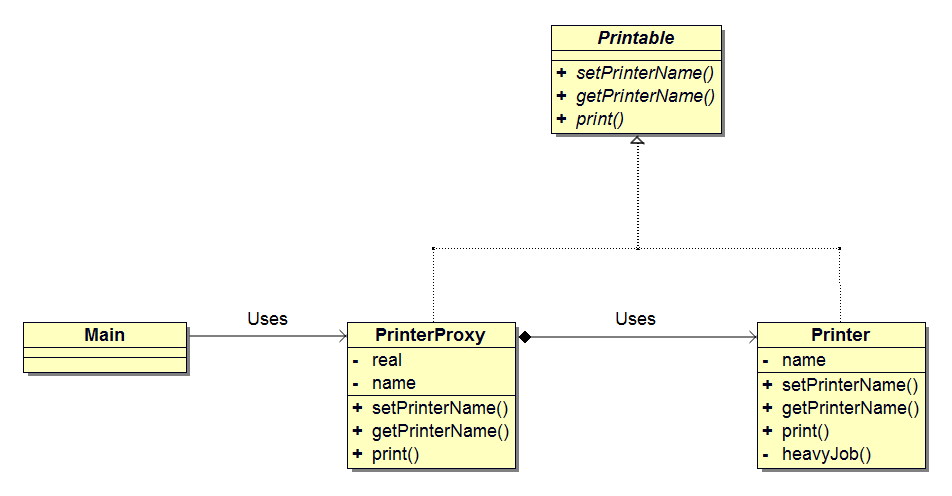 Printable
+ setPrinterName()
+ getPrinterName()
+ print()
Main
Uses
PrinterProxy
- real
- name
+ setPrinterName()
+ getPrinterName()
+ print()
Uses
Printer
- name
+ setPrinterName()
+ getPrinterName()
+ print()
- heavyJob()